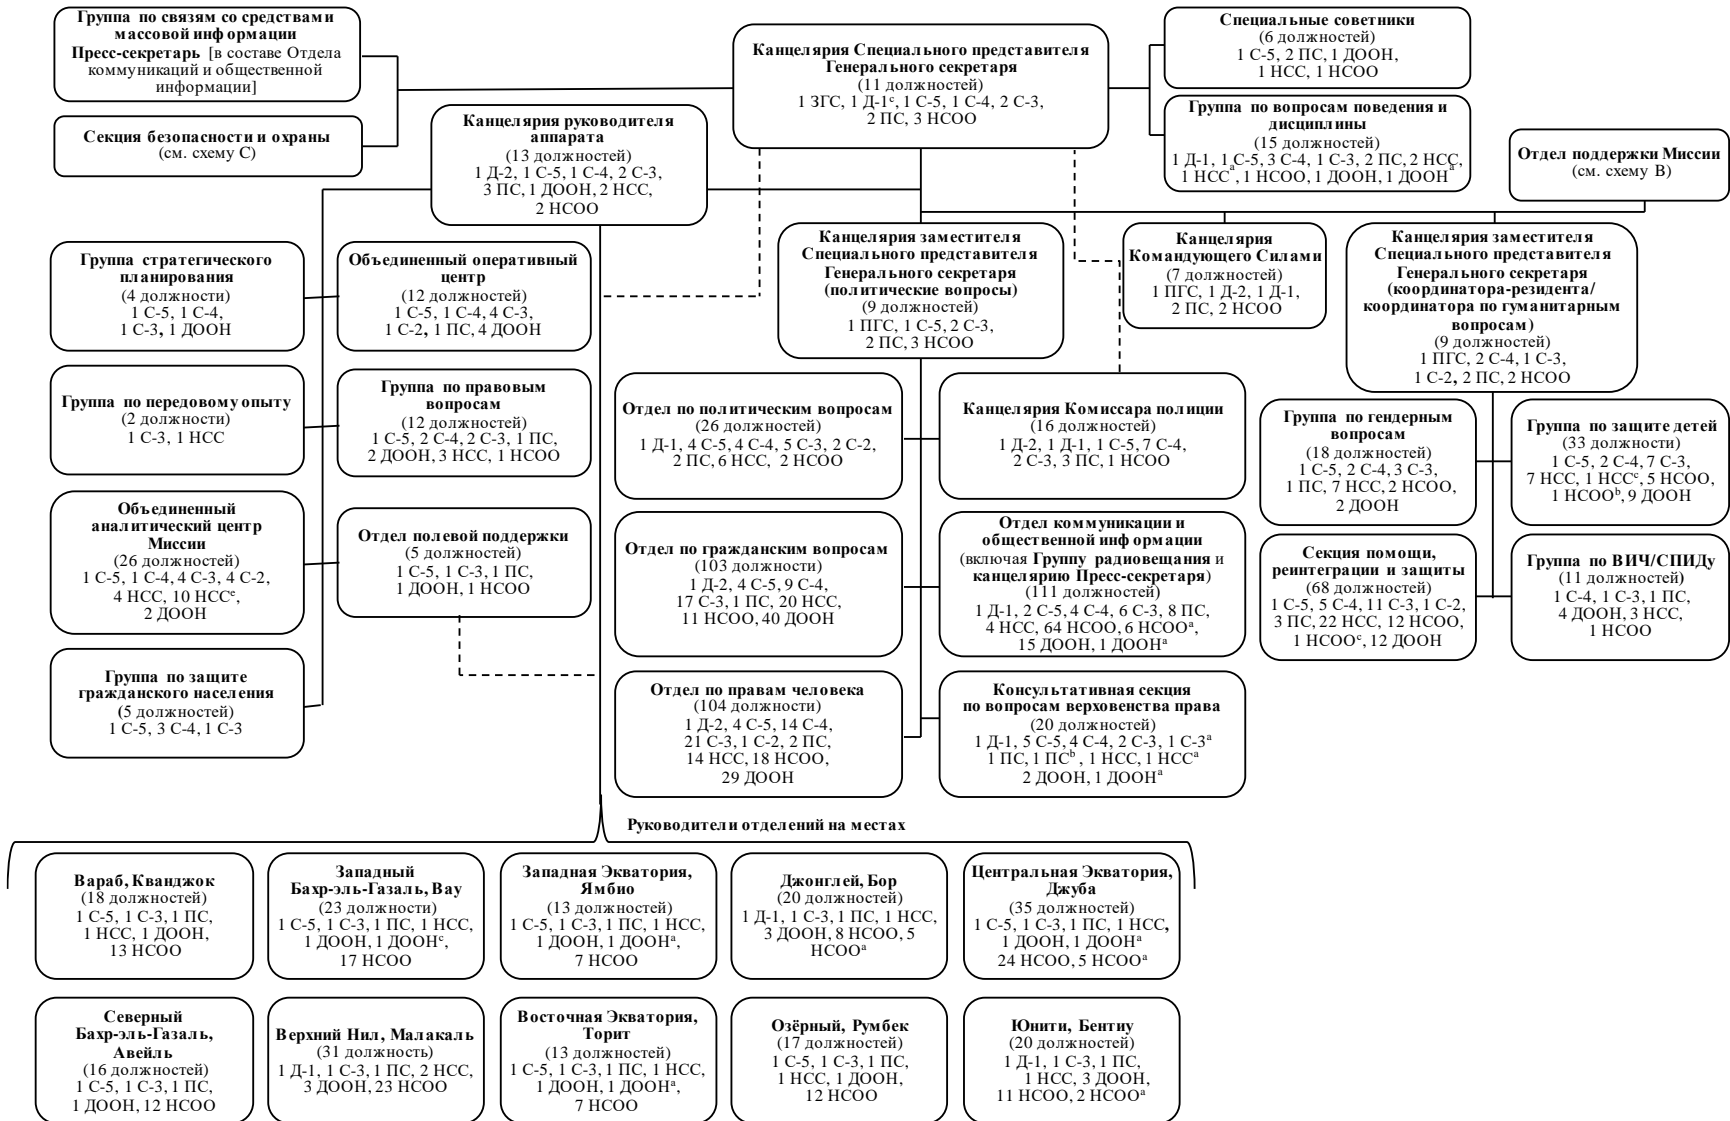 Группа по связям со средствами
массовой информации
Пресс-секретарь [в составе Отдела
коммуникаций и общественной
информации]
Секция безопасности и охраны
(см. схему C)
Канцелярия Специального представителя
Генерального секретаря
(11 должностей)
1 ЗГС, 1 Д-1ᶜ, 1 С-5, 1 С-4, 2 С-3,
2 ПС, 3 НСОО
Специальные советники
(6 должностей)
1 С-5, 2 ПС, 1 ДООН,
1 НСС, 1 НСОО
Группа по вопросам поведения и
дисциплины
(15 должностей)
1 Д-1, 1 С-5, 3 С-4, 1 С-3, 2 ПС, 2 НСС,
1 НССᵃ, 1 НСОО, 1 ДООН, 1 ДООНᵃ
Отдел поддержки Миссии
(см. схему B)
Канцелярия руководителя
аппарата
(13 должностей)
1 Д-2, 1 С-5, 1 С-4, 2 С-3,
3 ПС, 1 ДООН, 2 НСС,
2 НСОО
Канцелярия заместителя
Специального представителя
Генерального секретаря
(политические вопросы)
(9 должностей)
1 ПГС, 1 С-5, 2 С-3,
2 ПС, 3 НСОО
Канцелярия
Командующего Силами
(7 должностей)
1 ПГС, 1 Д-2, 1 Д-1,
2 ПС, 2 НСОО
Канцелярия заместителя
Специального представителя
Генерального секретаря
(координатора-резидента/
координатора по гуманитарным
вопросам)
(9 должностей)
1 ПГС, 2 С-4, 1 С-3,
1 С-2, 2 ПС, 2 НСОО
Группа стратегического
планирования
(4 должности)
1 С-5, 1 С-4,
1 С-3, 1 ДООН
Объединенный оперативный
центр
(12 должностей)
1 С-5, 1 С-4, 4 С-3,
1 С-2, 1 ПС, 4 ДООН
Группа по передовому опыту
(2 должности)
1 С-3, 1 НСС
Группа по правовым
вопросам
(12 должностей)
1 С-5, 2 С-4, 2 С-3, 1 ПС,
2 ДООН, 3 НСС, 1 НСОО
Объединенный
аналитический центр
Миссии
(26 должностей)
1 С-5, 1 С-4, 4 С-3, 4 С-2,
4 НСС, 10 НССᵉ,
2 ДООН
Отдел полевой поддержки
(5 должностей)
1 С-5, 1 С-3, 1 ПС,
1 ДООН, 1 НСОО
Группа по защите
гражданского населения
(5 должностей)
1 С-5, 3 С-4, 1 С-3
Отдел по политическим вопросам
(26 должностей)
1 Д-1, 4 С-5, 4 С-4, 5 С-3, 2 С-2,
2 ПС, 6 НСС, 2 НСОО
Канцелярия Комиссара полиции
(16 должностей)
1 Д-2, 1 Д-1, 1 С-5, 7 С-4,
2 С-3, 3 ПС, 1 НСОО
Отдел по гражданским вопросам
(103 должности)
1 Д-2, 4 С-5, 9 С-4,
17 С-3, 1 ПС, 20 НСС,
11 НСОО, 40 ДООН
Отдел коммуникации и
общественной информации
(включая Группу радиовещания и
канцелярию Пресс-секретаря)
(111 должностей)
1 Д-1, 2 С-5, 4 С-4, 6 С-3, 8 ПС,
4 НСС, 64 НСОО, 6 НСООᵃ,
15 ДООН, 1 ДООНᵃ
Отдел по правам человека
(104 должности)
1 Д-2, 4 С-5, 14 С-4,
21 С-3, 1 С-2, 2 ПС,
14 НСС, 18 НСОО,
29 ДООН
Консультативная секция
по вопросам верховенства права
(20 должностей)
1 Д-1, 5 С-5, 4 С-4, 2 С-3, 1 С-3ᵃ
1 ПС, 1 ПСᵇ, 1 НСС, 1 НССᵃ
2 ДООН, 1 ДООНᵃ
Группа по гендерным
вопросам
(18 должностей)
1 С-5, 2 С-4, 3 С-3,
1 ПС, 7 НСС, 2 НСОО,
2 ДООН
Группа по защите детей
(33 должности)
1 С-5, 2 С-4, 7 С-3,
7 НСС, 1 НССᶜ, 5 НСОО,
1 НСООᵇ, 9 ДООН
Секция помощи,
реинтеграции и защиты
(68 должностей)
1 С-5, 5 С-4, 11 С-3, 1 С-2,
3 ПС, 22 НСС, 12 НСОО,
1 НСООᶜ, 12 ДООН
Группа по ВИЧ/СПИДу
(11 должностей)
1 С-4, 1 С-3, 1 ПС,
4 ДООН, 3 НСС,
1 НСОО
Руководители отделений на местах
Вараб, Кванджок
(18 должностей)
1 С-5, 1 С-3, 1 ПС,
1 НСС, 1 ДООН,
13 НСОО
Западный
Бахр-эль-Газаль, Вау
(23 должности)
1 С-5, 1 С-3, 1 ПС, 1 НСС,
1 ДООН, 1 ДООНᶜ,
17 НСОО
Западная Экватория,
Ямбио
(13 должностей)
1 С-5, 1 С-3, 1 ПС, 1 НСС,
1 ДООН, 1 ДООНᵃ,
7 НСОО
Джонглей, Бор
(20 должностей)
1 Д-1, 1 С-3, 1 ПС, 1 НСС,
3 ДООН, 8 НСОО, 5
НСООᵃ
Центральная Экватория,
Джуба
(35 должностей)
1 С-5, 1 С-3, 1 ПС, 1 НСС,
1 ДООН, 1 ДООНᵃ
24 НСОО, 5 НСООᵃ
Северный
Бахр-эль-Газаль,
Авейль
(16 должностей)
1 С-5, 1 С-3, 1 ПС,
1 ДООН, 12 НСОО
Верхний Нил, Малакаль
(31 должность)
1 Д-1, 1 С-3, 1 ПС, 2 НСС,
3 ДООН, 23 НСОО
Восточная Экватория,
Торит
(13 должностей)
1 С-5, 1 С-3, 1 ПС, 1 НСС,
1 ДООН, 1 ДООНᵃ,
7 НСОО
Озёрный, Румбек
(17 должностей)
1 С-5, 1 С-3, 1 ПС,
1 НСС, 1 ДООН,
12 НСОО
Юнити, Бентиу
(20 должностей)
1 Д-1, 1 С-3, 1 ПС,
1 НСС, 3 ДООН,
11 НСОО, 2 НСООᵃ